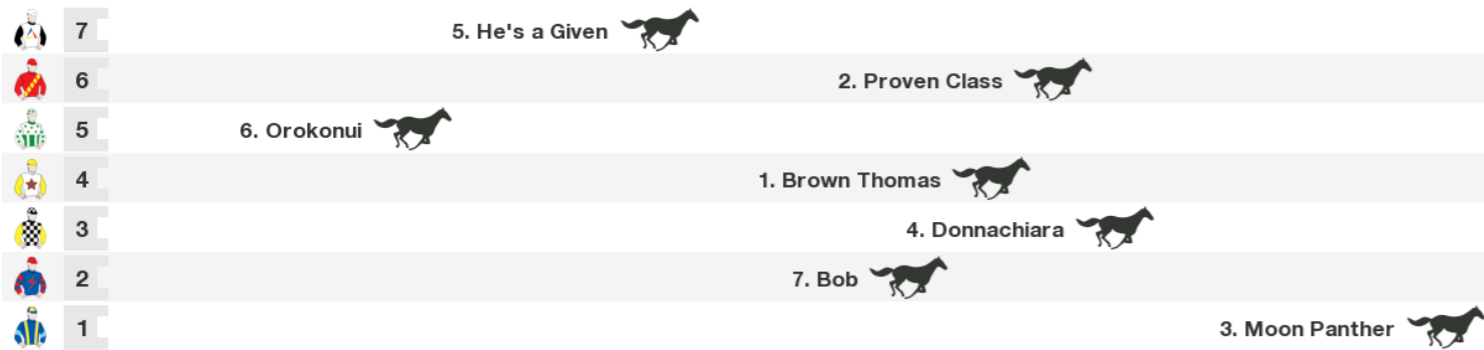 7 5. He's a Given
6 2. Proven Class
5 6. Orokonui
4 1. Brown Thomas
3 4. Donnachiara
2 7. Bob
1 3. Moon Panther